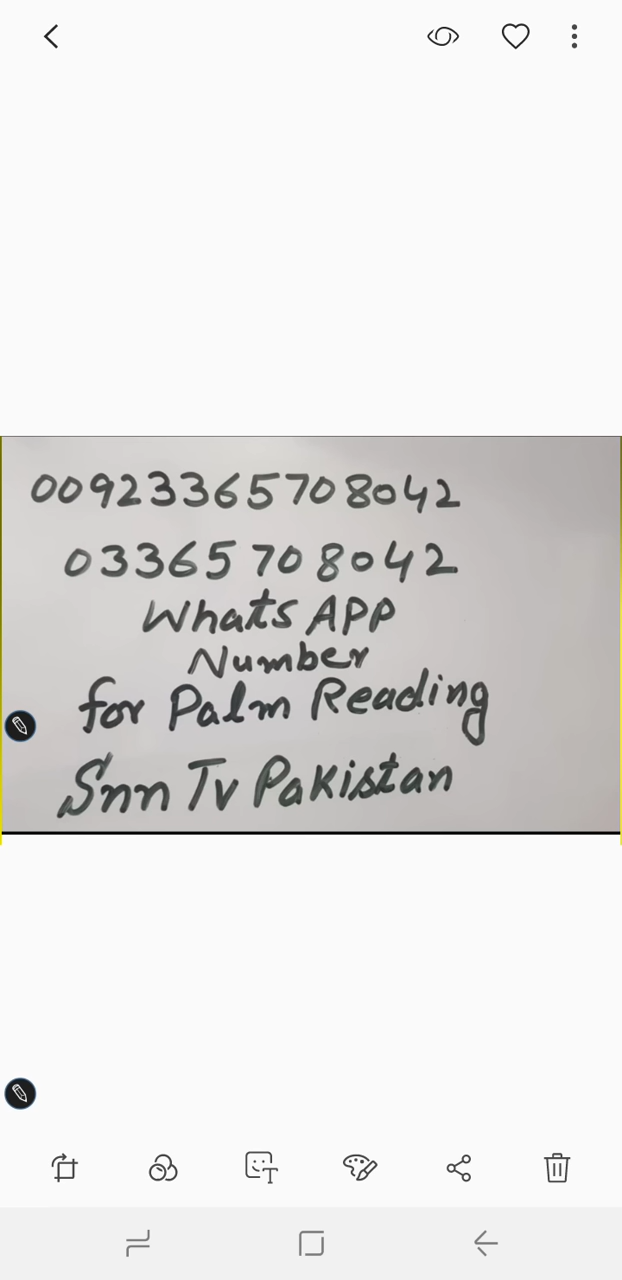 00923365708042
03365708042
Whats APP
Number
for Palm Reading
Snn Tv Pakistan